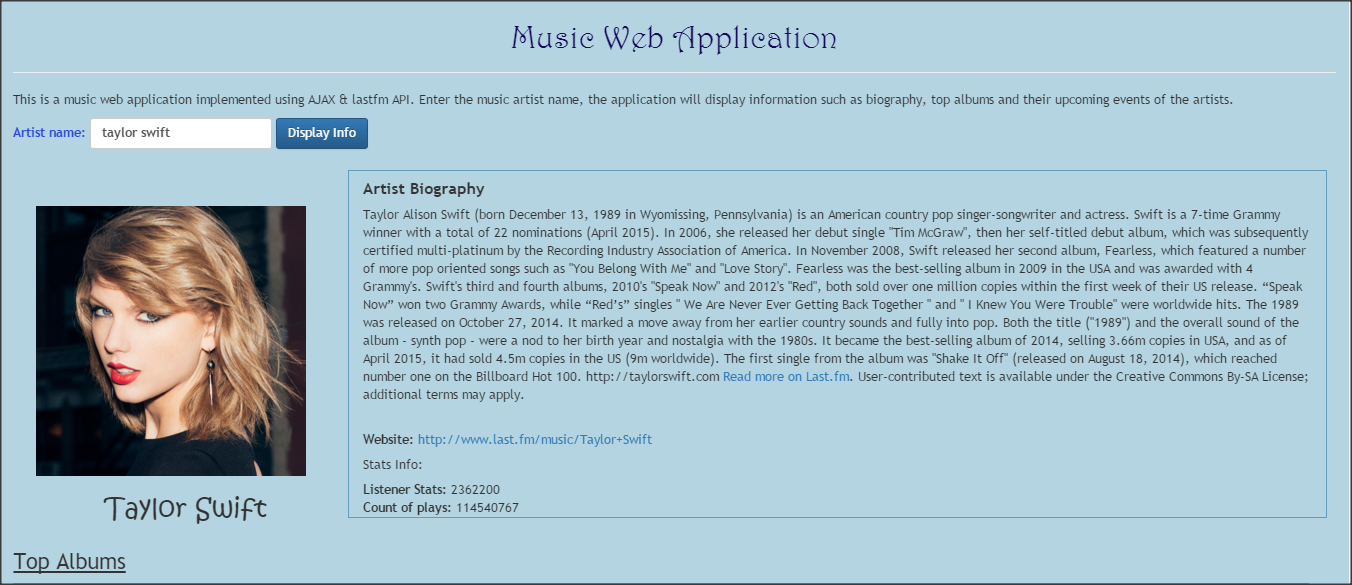 Music Web Application
This is a music web application implemented using AJAX & lastfm API. Enter the music artist name, the application will display information such as biography, top albums and their upcoming events of the artists.
Artist name: taylor swift Display Info
Artist Biography
Taylor Alison Swift (born December 13, 1989 in Wyomissing, Pennsylvania) is an American country pop singer-songwriter and actress. Swift is a 7-time Grammy
winner with a total of 22 nominations (April 2015). In 2006, she released her debut single "Tim McGraw", then her self-titled debut album, which was subsequently
certified multi-platinum by the Recording Industry Association of America. In November 2008, Swift released her second album, Fearless, which featured a number
of more pop oriented songs such as "You Belong With Me" and "Love Story". Fearless was the best-selling album in 2009 in the USA and was awarded with 4
Grammy's. Swift's third and fourth albums, 2010's "Speak Now" and 2012's "Red", both sold over one million copies within the first week of their US release. “Speak
Now” won two Grammy Awards, while “Red’s” singles " We Are Never Ever Getting Back Together " and " I Knew You Were Trouble" were worldwide hits. The 1989
was released on October 27, 2014. It marked a move away from her earlier country sounds and fully into pop. Both the title ("1989") and the overall sound of the
album - synth pop - were a nod to her birth year and nostalgia with the 1980s. It became the best-selling album of 2014, selling 3.66m copies in USA, and as of
April 2015, it had sold 4.5m copies in the US (9m worldwide). The first single from the album was "Shake It Off" (released on August 18, 2014), which reached
number one on the Billboard Hot 100. http://taylorswift.com Read more on Last.fm. User-contributed text is available under the Creative Commons By-SA License;
additional terms may apply.
Website: http://www.last.fm/music/Taylor+Swift
Stats Info:
Listener Stats: 2362200
Count of plays: 114540767
Taylor Swift
Top Albums